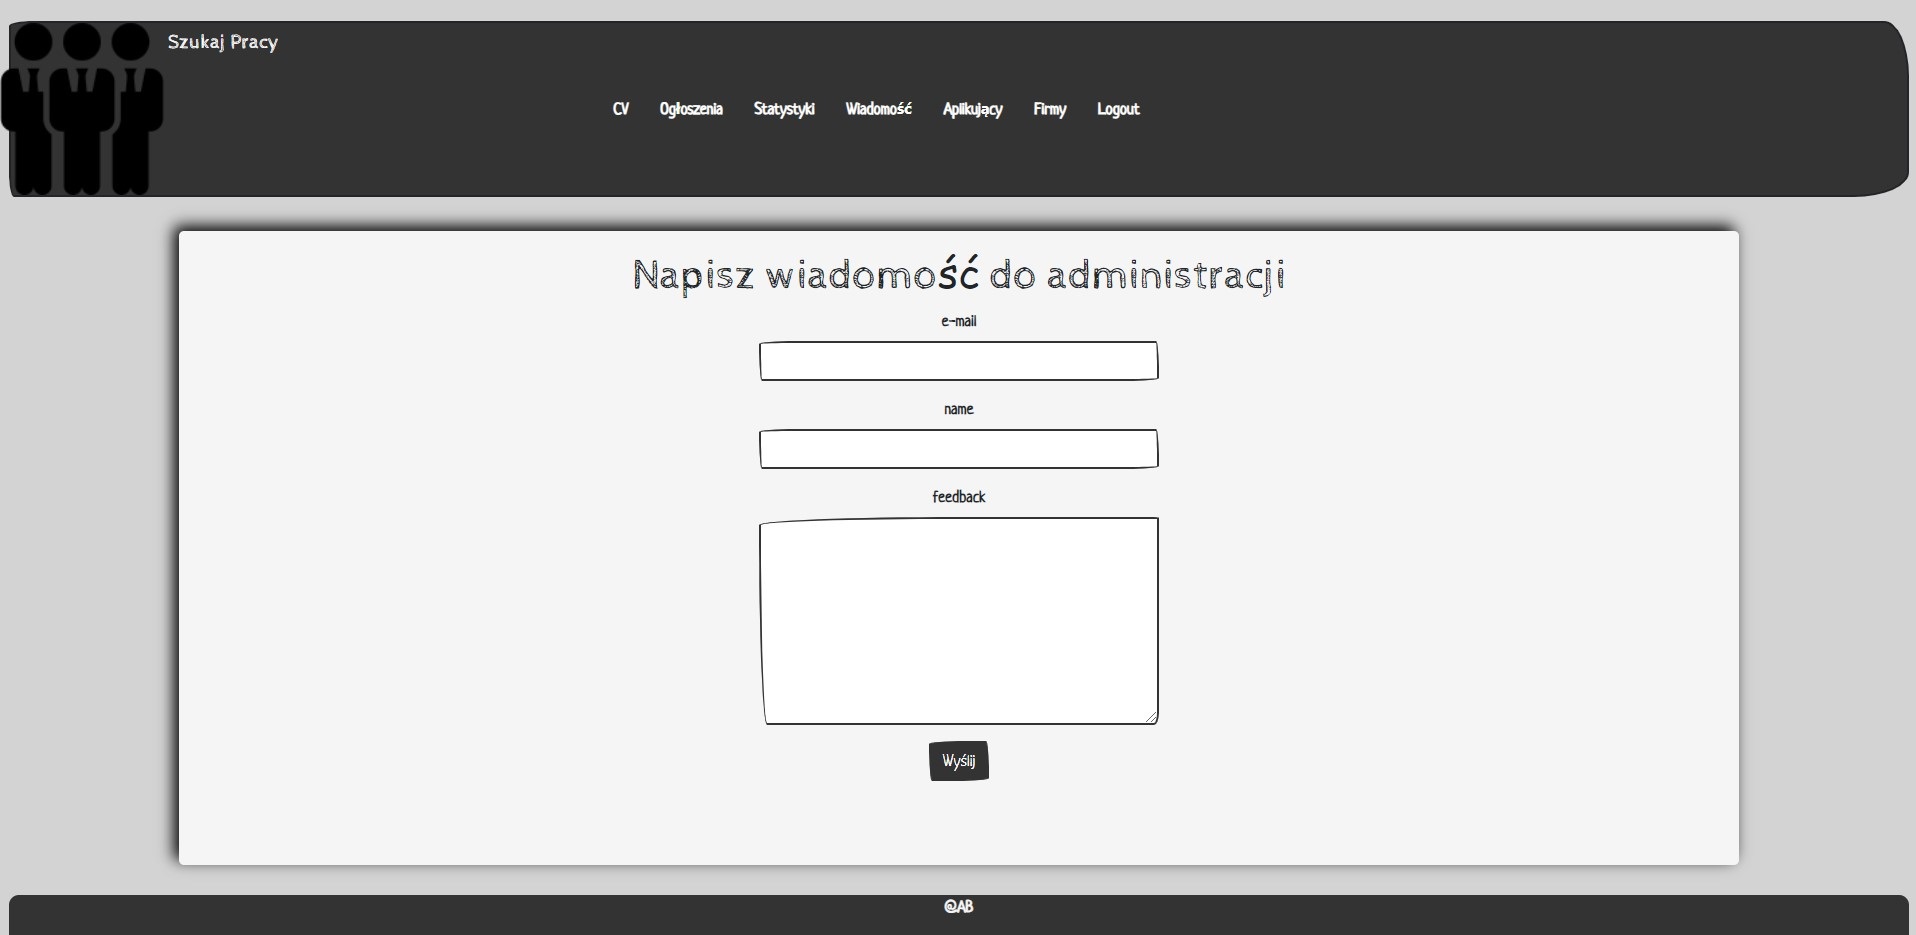 Szukaj Pracy
CV Ogłoszenia Statystyki Wiadomość Aplikujący Firmy Logout
Napisz wiadomość do administracji
e-mail
name
feedback
Wyślij
@AB